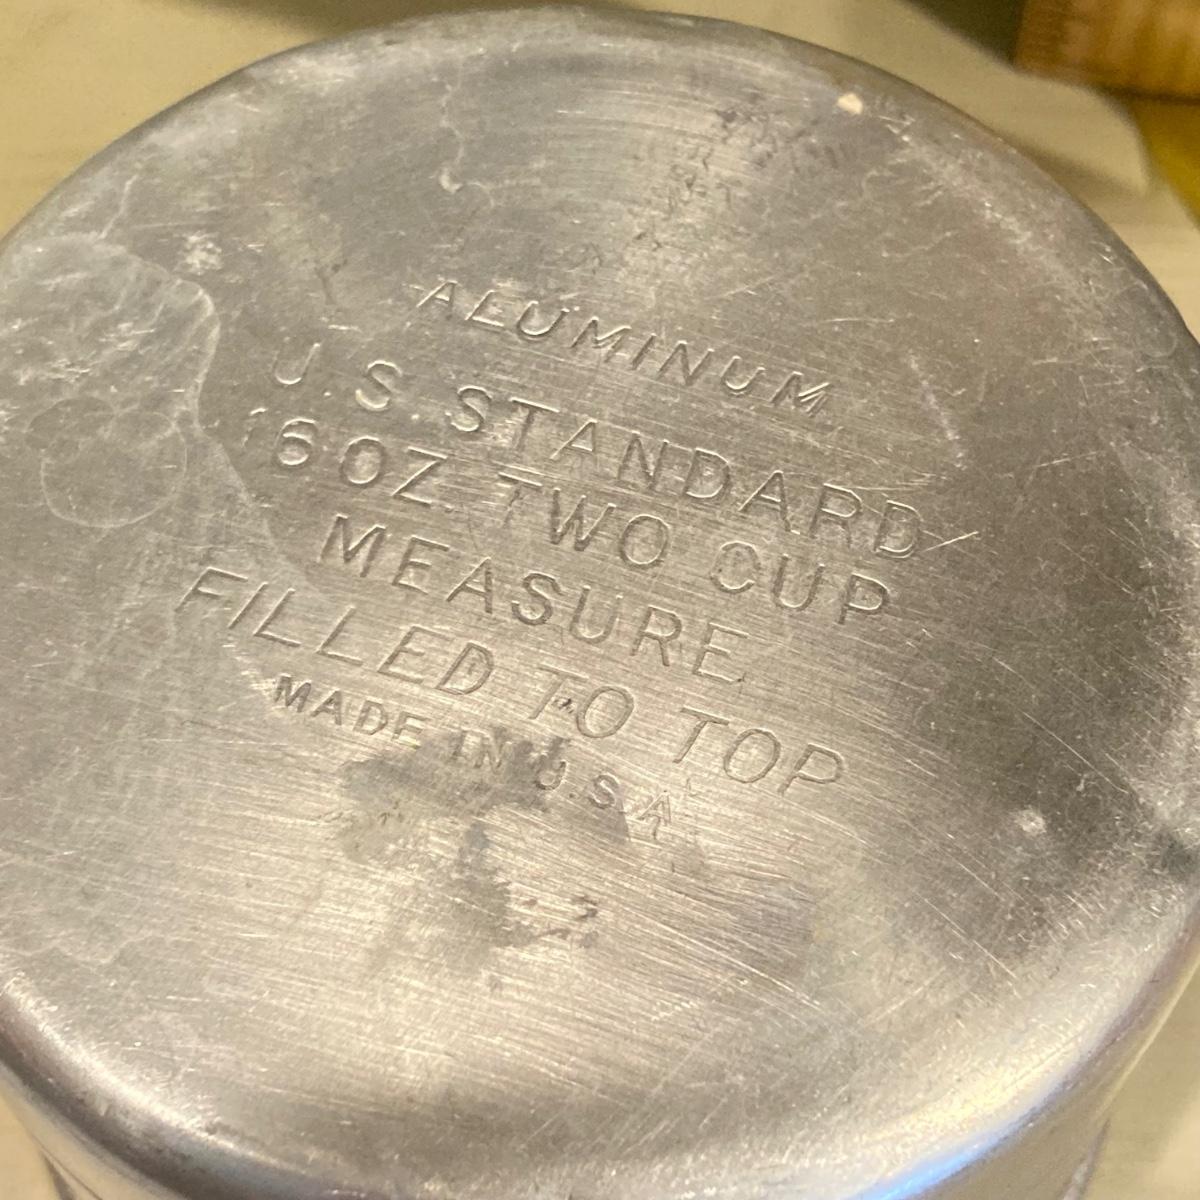 ALUMINUM
U.S STANDARD
16 OZ. TWO CUP
MEASURE
FILLED TO TOP
MADE IN U.S.A.